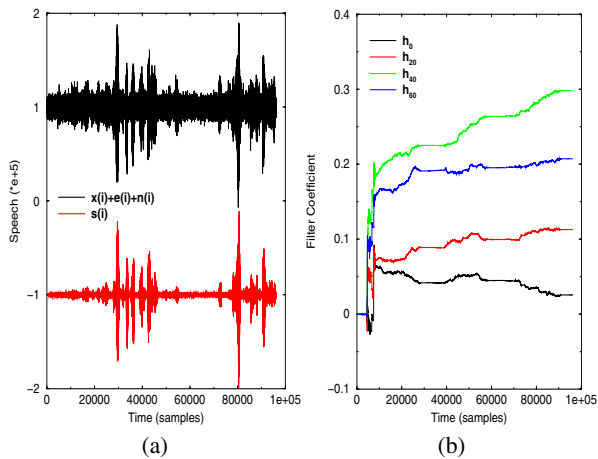 2
1
0
-1
-2
Speech (*e+5)
x(i)+e(i)+n(i)
s(i)
0 20000 40000 60000 80000 1e+05
Time (samples)
(a)
0.4
0.3
0.2
0.1
0
-0.1
Filter Coefficient
h0
h20
h40
h60
0 20000 40000 60000 80000 1e+05
Time (samples)
(b)